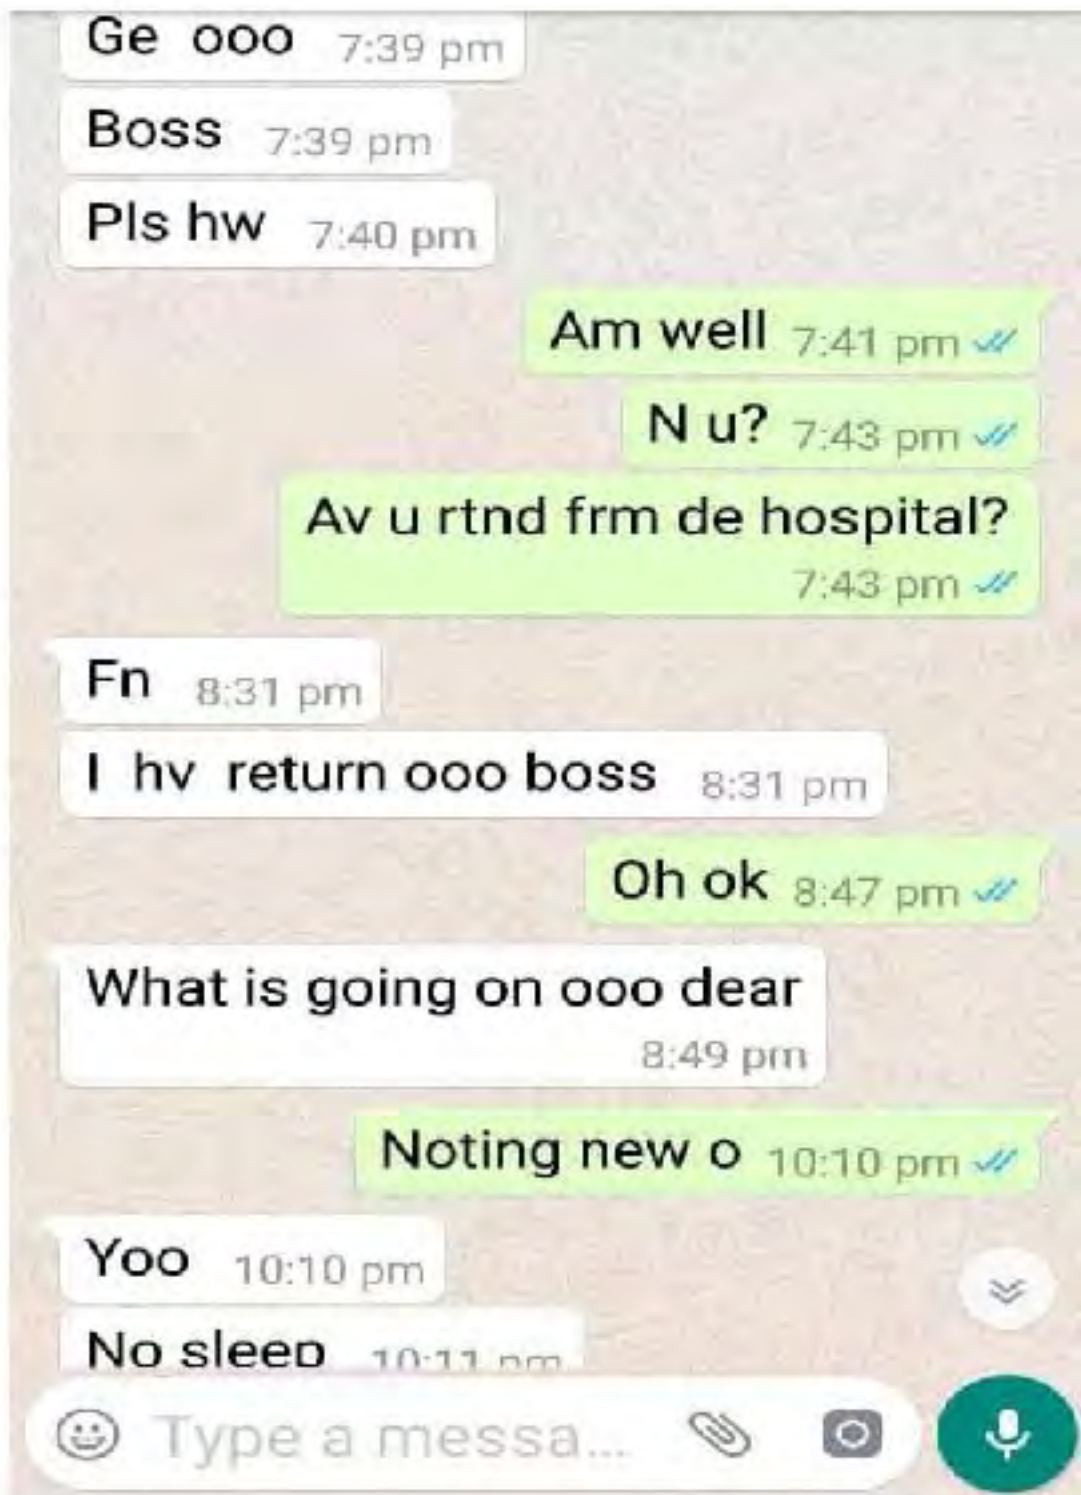 Ge ooo 7:39 pm
Boss 7:39 pm
Pls hw 7:40 pm
Am well 7:41 pm
N u? 7:43 pm
Av u rtnd frm de hospital?
7:43 pm
Fn 8:31 pm
I hv return ooo boss 8:31 pm
Oh ok 8:47 pm
What is going on ooo dear
8:49 pm
Noting new o 10:10 pm
Yoo 10:10 pm
No sleep 10:11 pm
Type a messa...